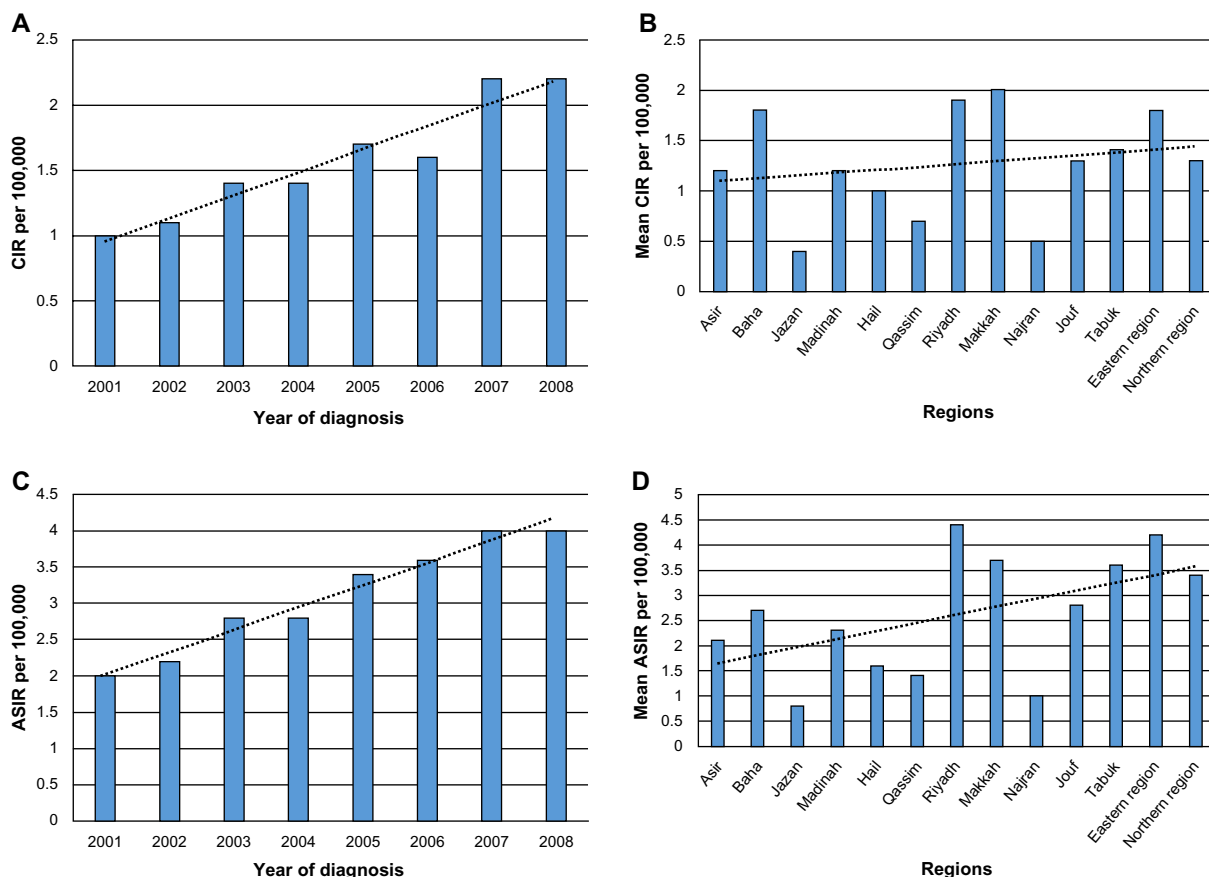 A
CIR per 100,000
2.5
2
1.5
1
0.5
0
2001 2002 2003 2004 2005 2006 2007 2008
Year of diagnosis
B
Mean CIR per 100,000
2.5
2
1.5
1
0.5
0
Asir
Baha
Jazan
Madinah
Hail
Qassim
Riyadh
Makkah
Najran
Jouf
Tabuk
Eastern region
Northern region
Regions
C
ASIR per 100,000
4.5
4
3.5
3
2.5
2
1.5
1
0.5
0
2001 2002 2003 2004 2005 2006 2007 2008
Year of diagnosis
D
Mean ASIR per 100,000
5
4.5
4
3.5
3
2.5
2
1.5
1
0.5
0
Asir
Baha
Jazan
Madinah
Hail
Qassim
Riyadh
Makkah
Najran
Jouf
Tabuk
Eastern region
Northern region
Regions